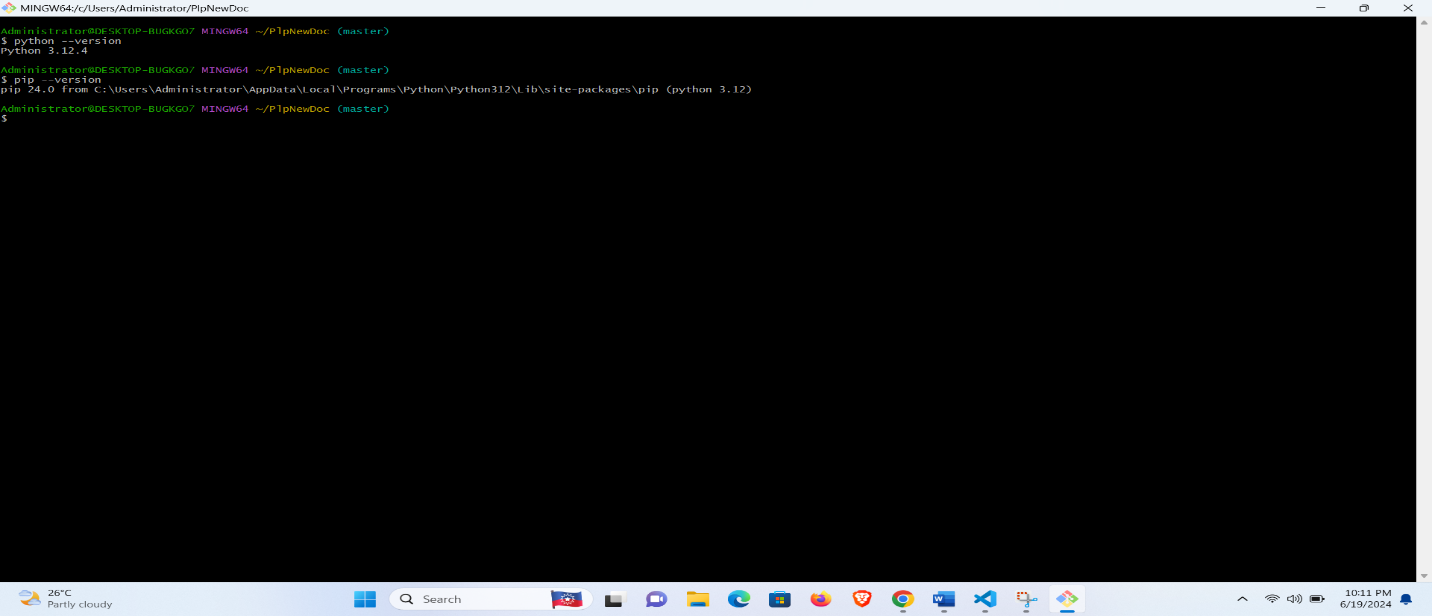 MINGW64:/c/Users/Administrator/PlpNewDoc
Administrator@DESKTOP-BUGKGO7 MINGW64 ~/PlpNewDoc (master)
$ python --version
Python 3.12.4
Administrator@DESKTOP-BUGKGO7 MINGW64 ~/PlpNewDoc (master)
$ pip --version
pip 24.0 from C:\Users\Administrator\AppData\Local\Programs\Python\Python312\Lib\site-packages\pip (python 3.12)
Administrator@DESKTOP-BUGKGO7 MINGW64 ~/PlpNewDoc (master)
$
26°C
Partly cloudy
Search
10:11 PM
6/19/2024